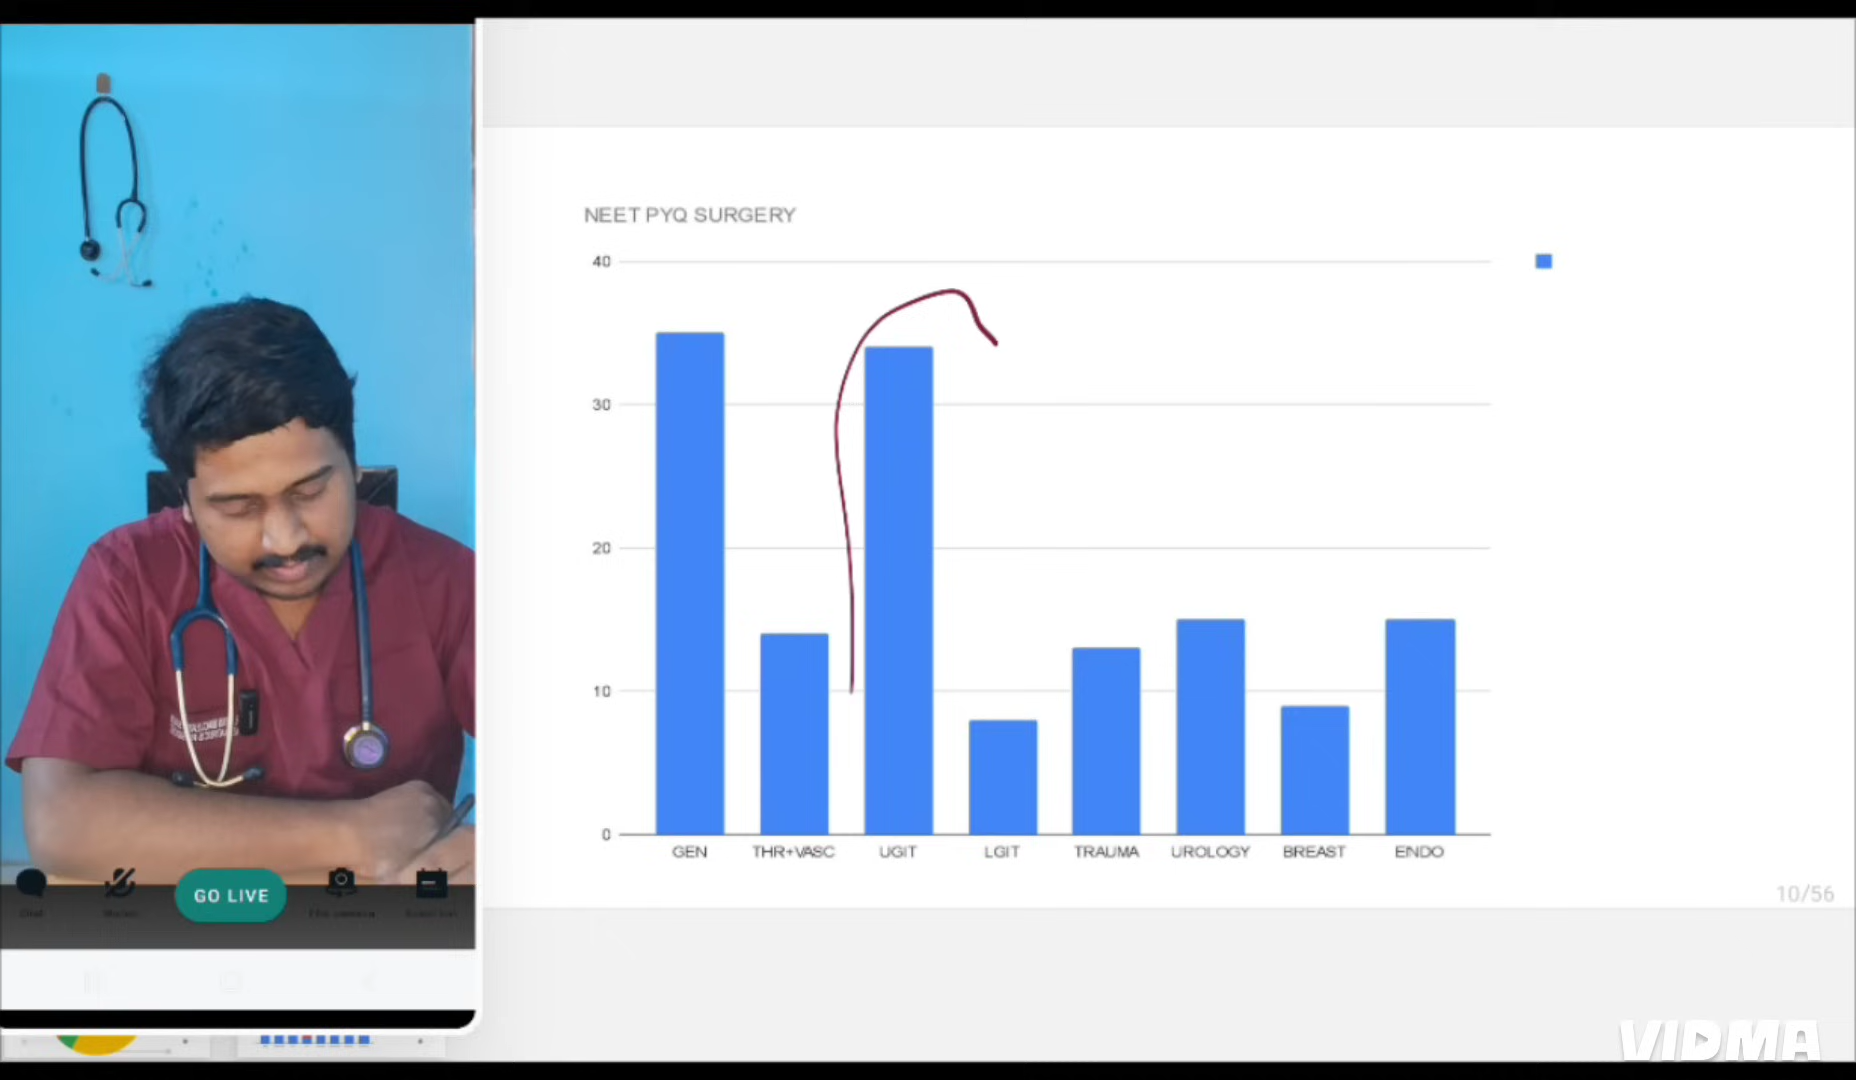 NEET PYQ SURGERY
40
30
20
10
0
GEN THR+VASC UGIT LGIT TRAUMA UROLOGY BREAST ENDO
10/56
GO LIVE
VIDMA